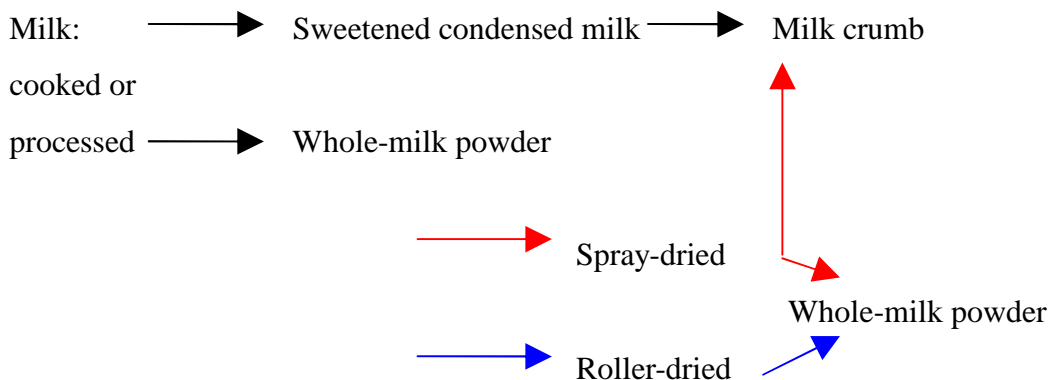 Milk: Sweetened condensed milk Milk crumb
cooked or
processed Whole-milk powder
Spray-dried
Whole-milk powder
Roller-dried